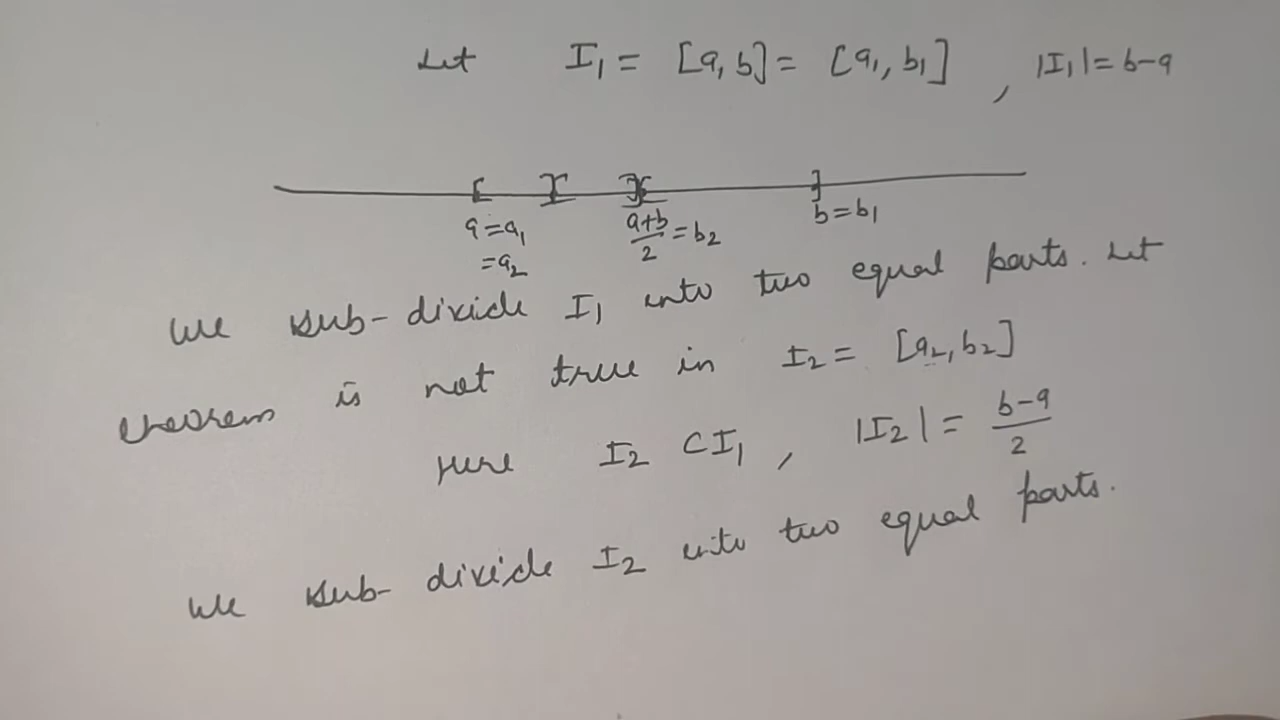 Let I₁ = [a, b] = [a₁, b₁] , |I₁| = b-a
a = a₁ a+b/2 = b₂ b = b₁
= a₂
We sub-divide I₁ into two equal parts. Let
theorem is not true in I₂ = [a₂, b₂]
Here I₂ ⊂ I₁ , |I₂| = b-a/2
We sub-divide I₂ into two equal parts.